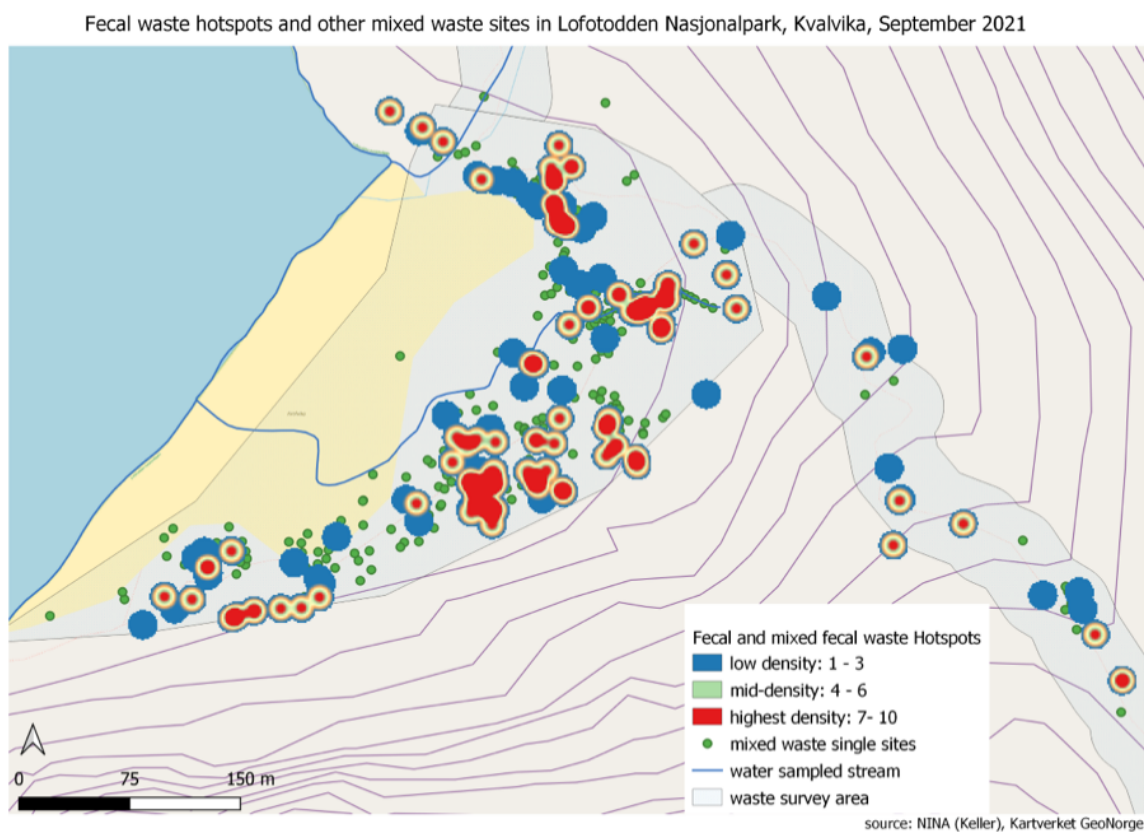 Fecal waste hotspots and other mixed waste sites in Lofotodden Nasjonalpark, Kvalvika, September 2021
Fecal and mixed fecal waste Hotspots
low density: 1 - 3
mid-density: 4 - 6
highest density: 7- 10
mixed waste single sites
water sampled stream
waste survey area
0 75 150 m
source: NINA (Keller), Kartverket GeoNorge